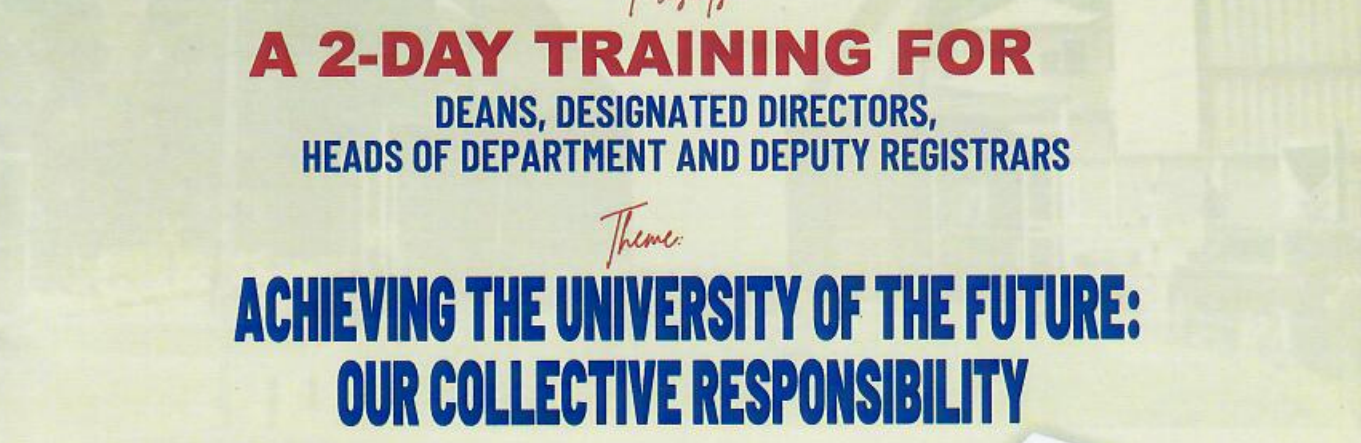 A 2-DAY TRAINING FOR
DEANS, DESIGNATED DIRECTORS,
HEADS OF DEPARTMENT AND DEPUTY REGISTRARS
Theme:
ACHIEVING THE UNIVERSITY OF THE FUTURE:
OUR COLLECTIVE RESPONSIBILITY